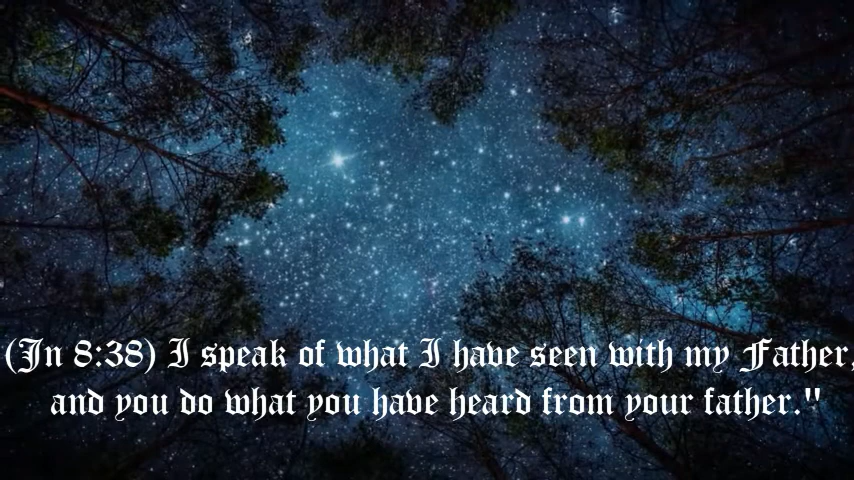 (Jn 8:38) I speak of what I have seen with my Father,
and you do what you have heard from your father."